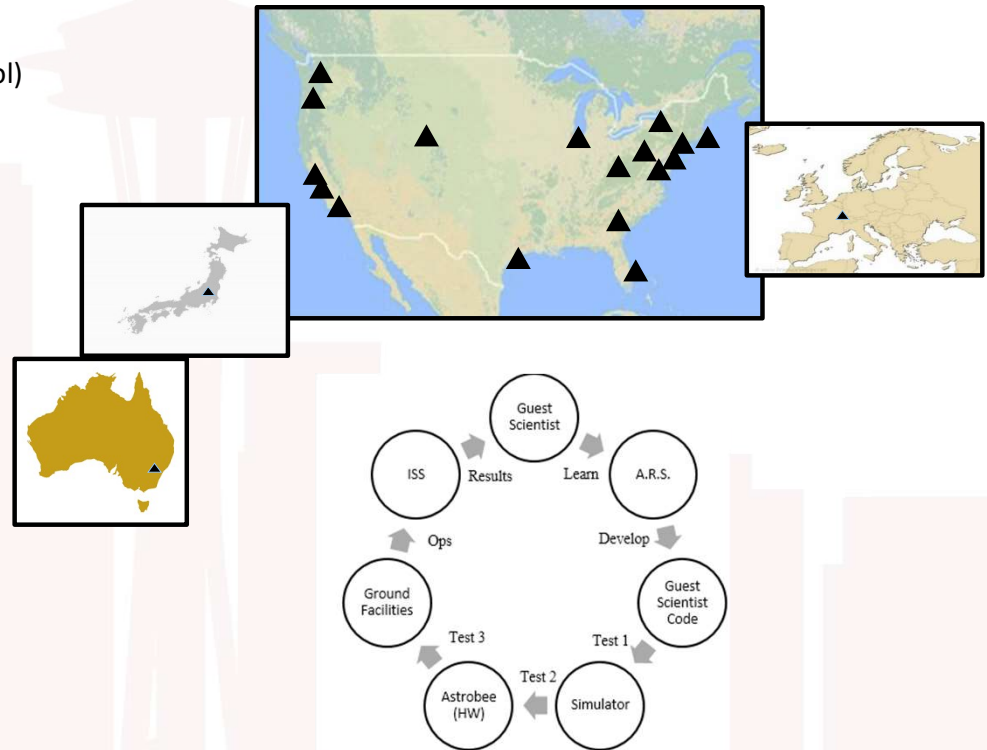 ol)
Guest
Scientist
ISS
Results
Learn
A.R.S.
Ops
Develop
Ground
Facilities
Guest
Scientist
Code
Test 3
Test 1
Test 2
Astrobee
(HW)
Simulator